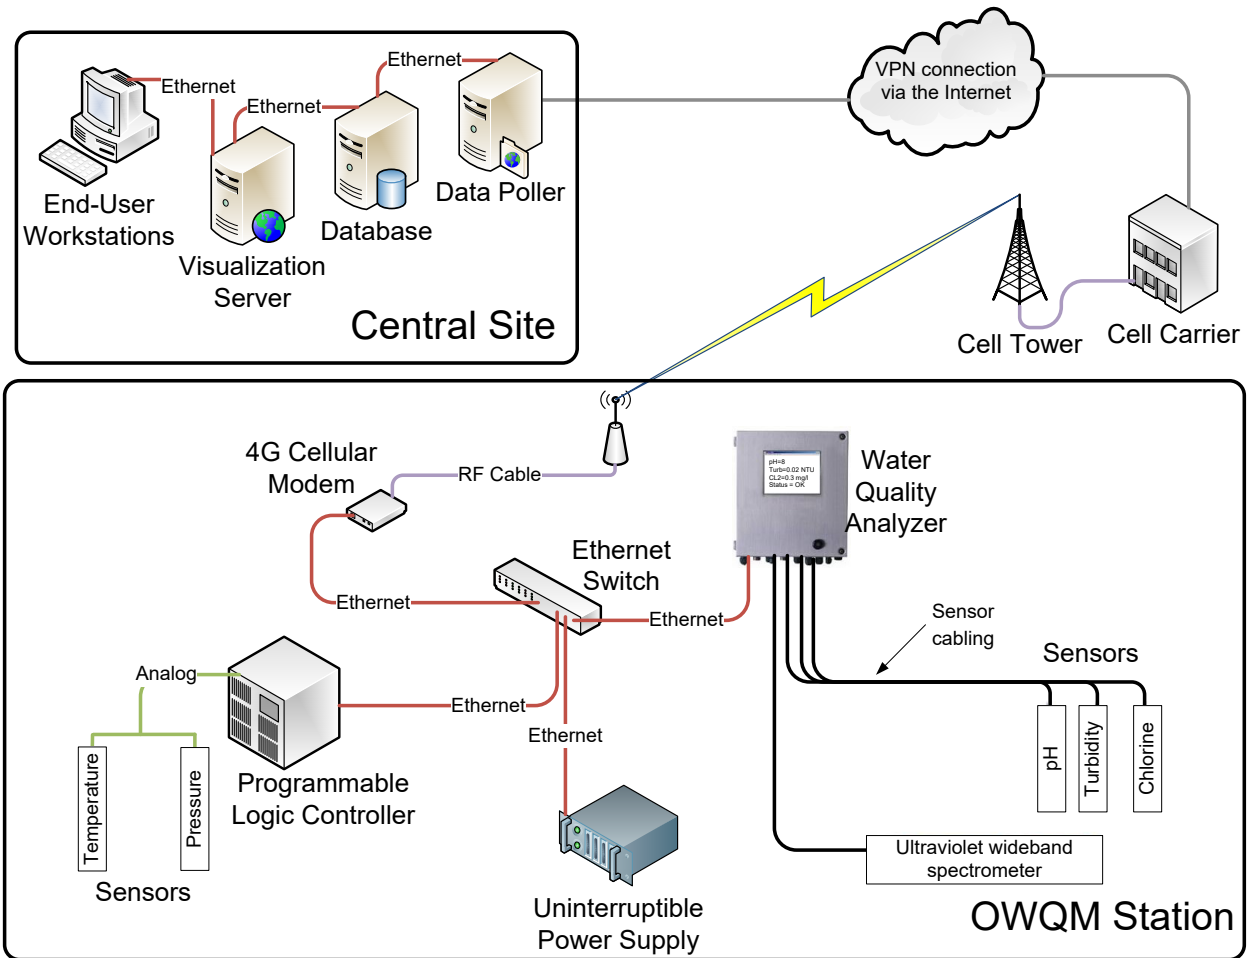 Ethernet
Ethernet
Ethernet
End-User
Workstations
Visualization
Server
Database
Data Poller
Central Site
VPN connection
via the Internet
Cell Tower
Cell Carrier
4G Cellular
Modem
RF Cable
pH=8
Turb=0.02 NTU
CL2=0.3 mg/l
Status = OK
Water
Quality
Analyzer
Ethernet
Switch
Ethernet
Ethernet
Sensor
cabling
Sensors
Analog
Ethernet
Ethernet
Temperature
Pressure
Sensors
Programmable
Logic Controller
pH
Turbidity
Chlorine
Ultraviolet wideband
spectrometer
Uninterruptible
Power Supply
OWQM Station